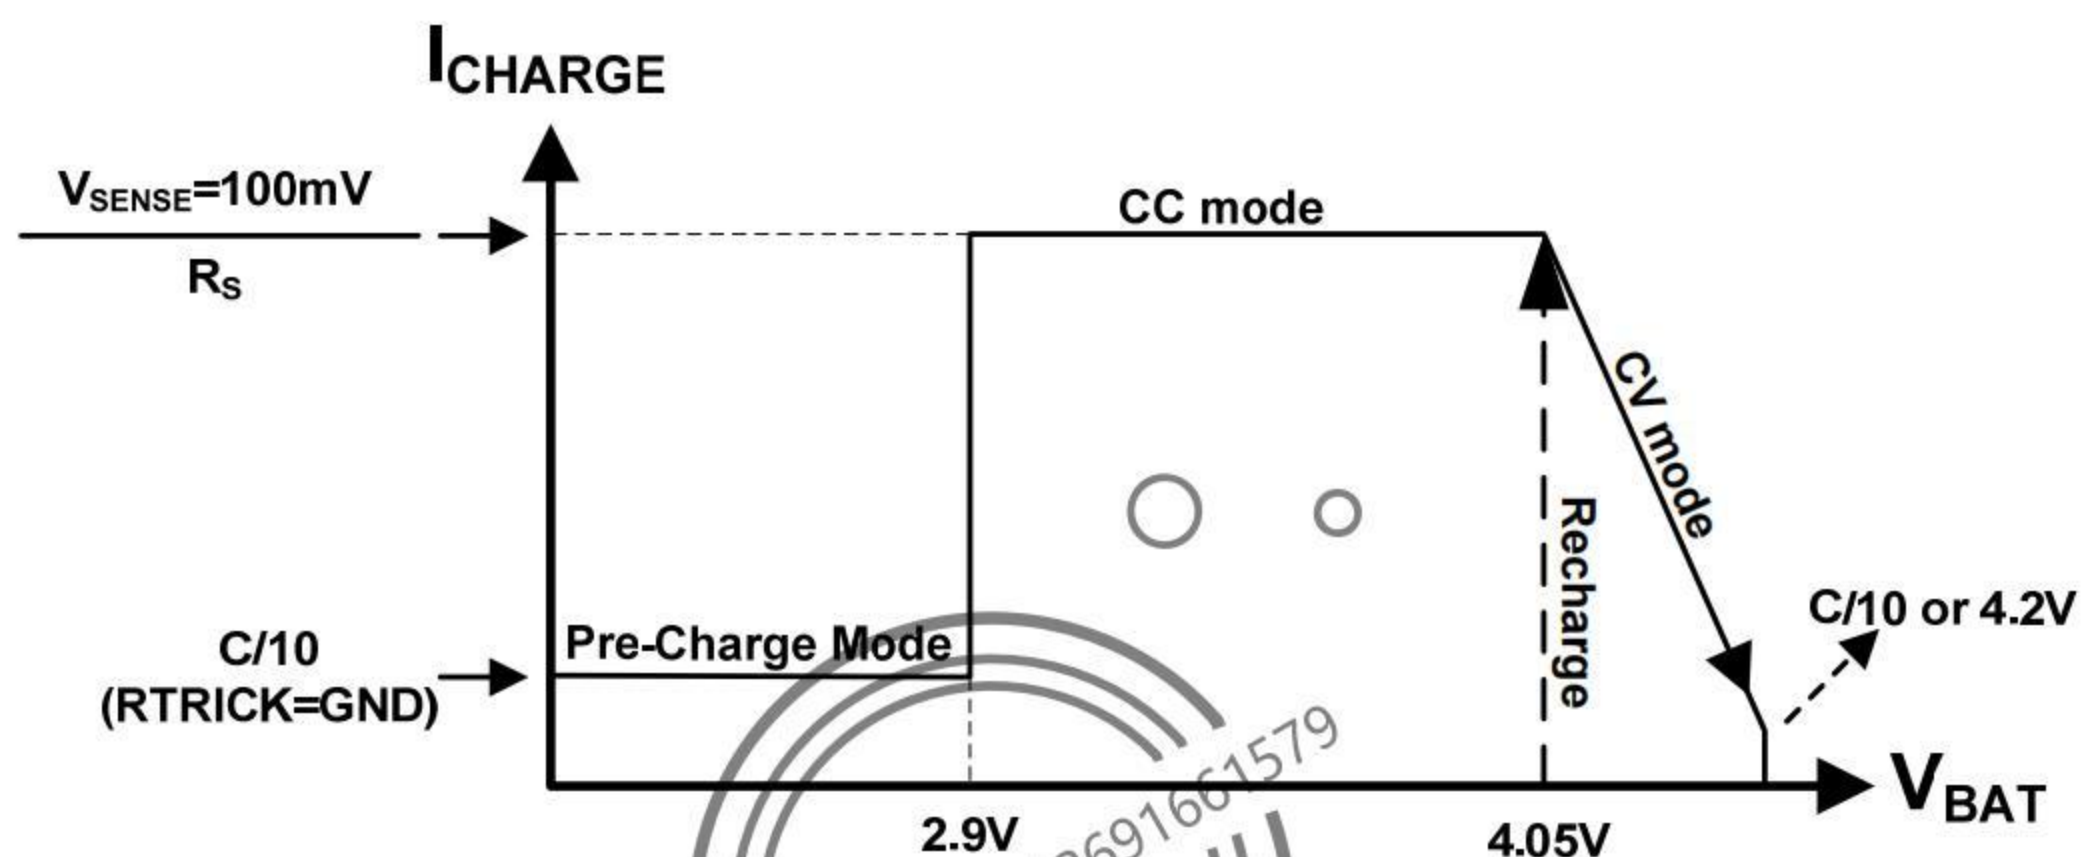 ICHARGE
VSENSE=100mV
RS
CC mode
CV mode
Recharge
C/10 or 4.2V
C/10
(RTRICK=GND)
Pre-Charge Mode
VBAT
2.9V
4.05V
691661579